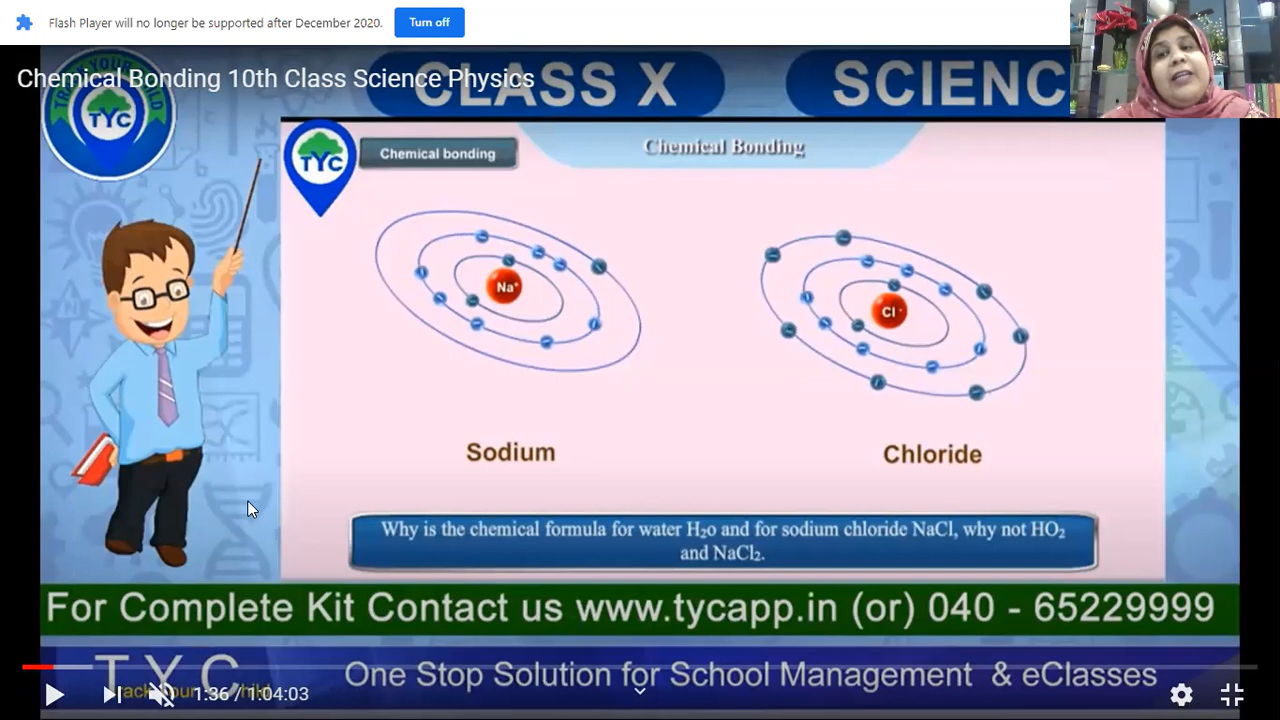 Flash Player will no longer be supported after December 2020.
Turn off
Chemical Bonding 10th Class Science Physics
CLASS X
SCIENC
TYC
TYC
Chemical bonding
Chemical Bonding
Na⁺
Cl⁻
Sodium
Chloride
Why is the chemical formula for water H₂o and for sodium chloride NaCl, why not HO₂
and NaCl₂.
For Complete Kit Contact us www.tycapp.in (or) 040 - 65229999
T Y C
One Stop Solution for School Management & eClasses
1:36 / 1:04:03